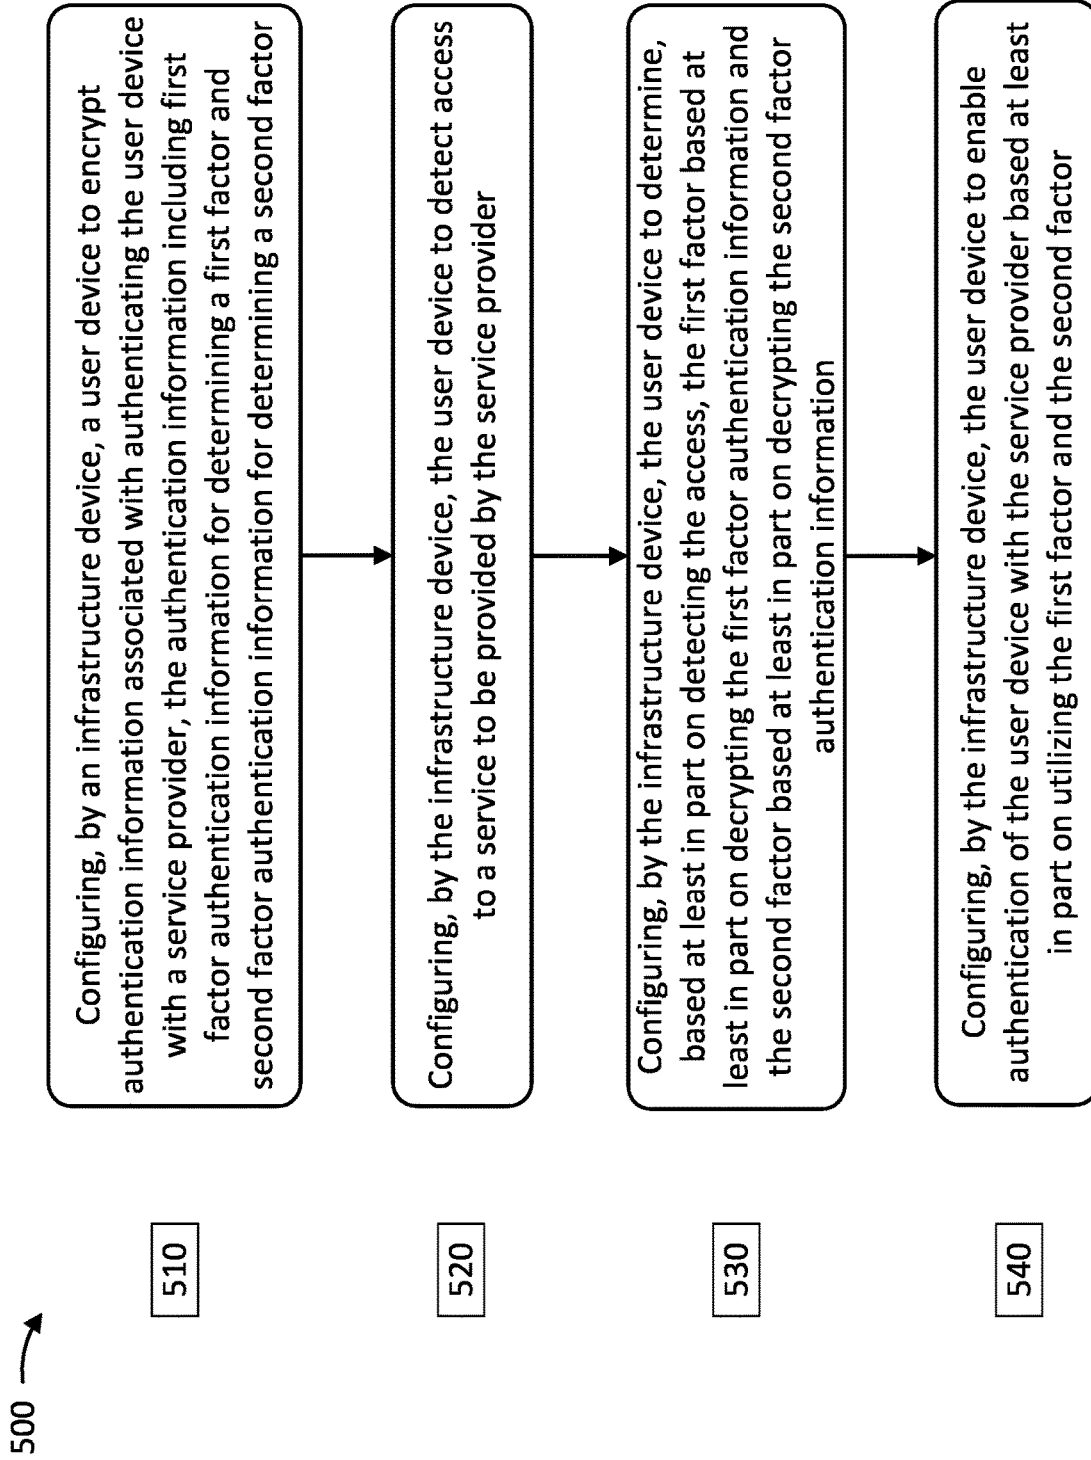 500
510
Configuring, by an infrastructure device, a user device to encrypt
authentication information associated with authenticating the user device
with a service provider, the authentication information including first
factor authentication information for determining a first factor and
second factor authentication information for determining a second factor
520
Configuring, by the infrastructure device, the user device to detect access
to a service to be provided by the service provider
530
Configuring, by the infrastructure device, the user device to determine,
based at least in part on detecting the access, the first factor based at
least in part on decrypting the first factor authentication information and
the second factor based at least in part on decrypting the second factor
authentication information
540
Configuring, by the infrastructure device, the user device to enable
authentication of the user device with the service provider based at least
in part on utilizing the first factor and the second factor